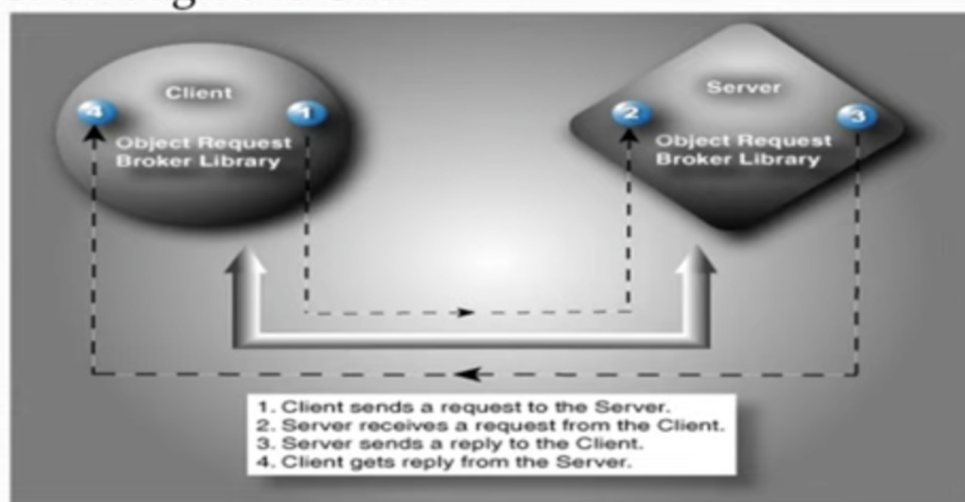 Client
4
1
Object Request
Broker Library
Server
2
3
Object Request
Broker Library
1. Client sends a request to the Server.
2. Server receives a request from the Client.
3. Server sends a reply to the Client.
4. Client gets reply from the Server.